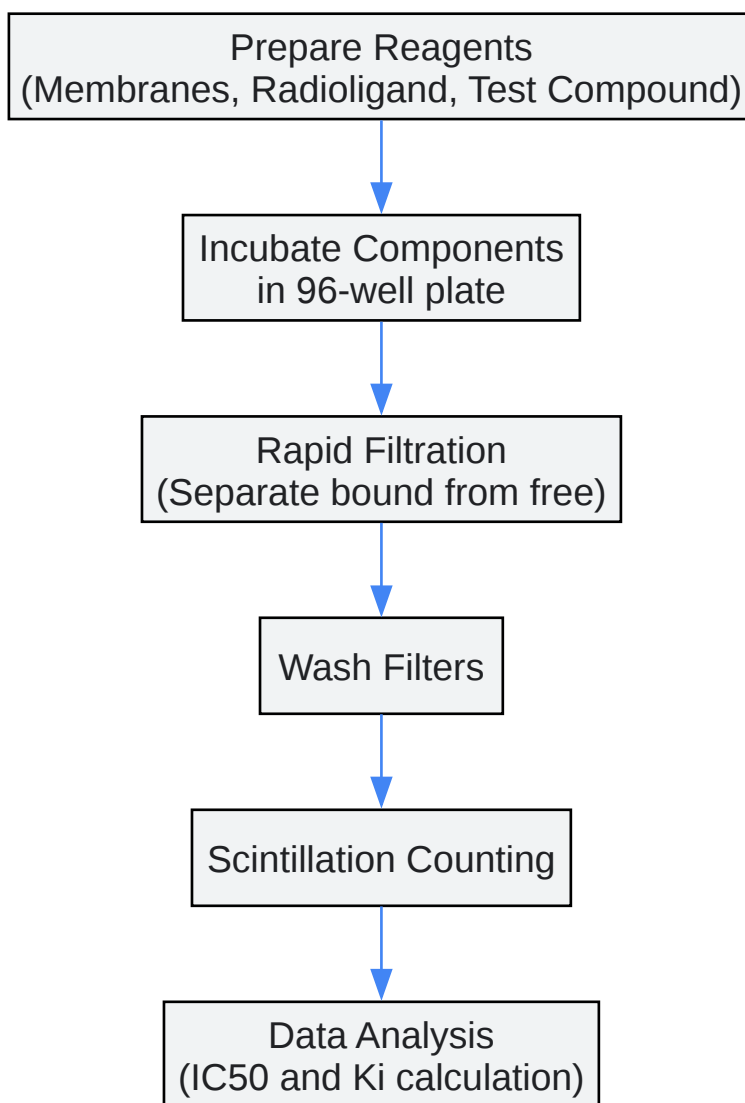 Prepare Reagents
(Membranes, Radioligand, Test Compound)
Incubate Components
in 96-well plate
Rapid Filtration
(Separate bound from free)
Wash Filters
Scintillation Counting
Data Analysis
(IC50 and Ki calculation)